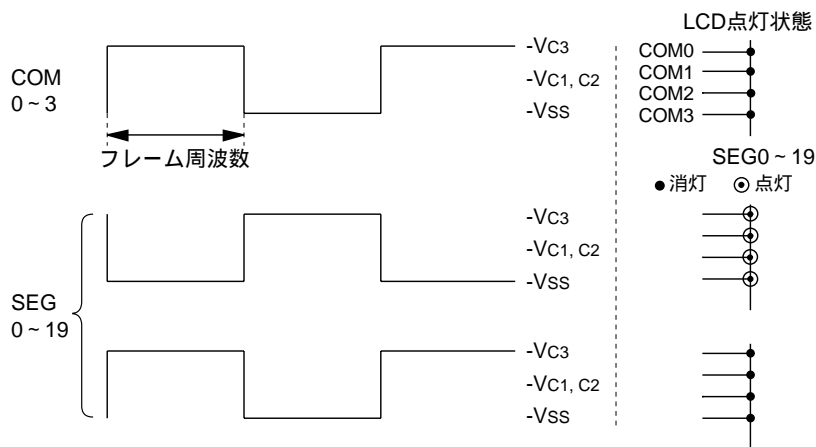 COM
0～3
-VC3
-VC1, C2
-VSS
フレーム周波数
SEG
0～19
-VC3
-VC1, C2
-VSS
-VC3
-VC1, C2
-VSS
LCD点灯状態
COM0
COM1
COM2
COM3
SEG0～19
消灯 点灯